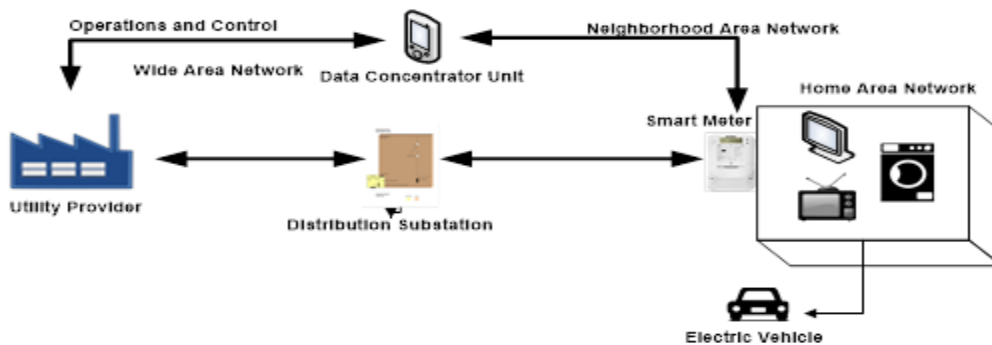 Operations and Control
Neighborhood Area Network
Wide Area Network
Data Concentrator Unit
Home Area Network
Smart Meter
Utility Provider
Distribution Substation
Electric Vehicle